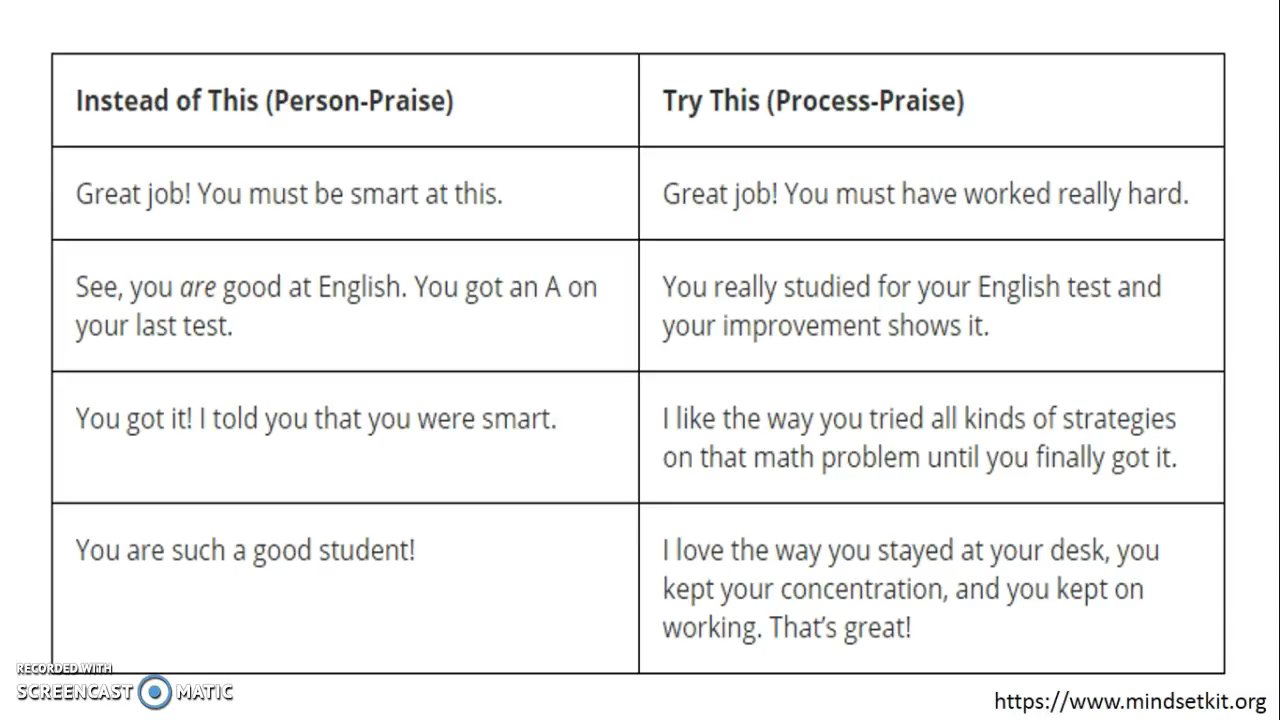 Instead of This (Person-Praise)
Try This (Process-Praise)
Great job! You must be smart at this.
Great job! You must have worked really hard.
See, you are good at English. You got an A on
your last test.
You really studied for your English test and
your improvement shows it.
You got it! I told you that you were smart.
I like the way you tried all kinds of strategies
on that math problem until you finally got it.
You are such a good student!
I love the way you stayed at your desk, you
kept your concentration, and you kept on
working. That’s great!
RECORDED WITH
SCREENCAST MATIC
https://www.mindsetkit.org